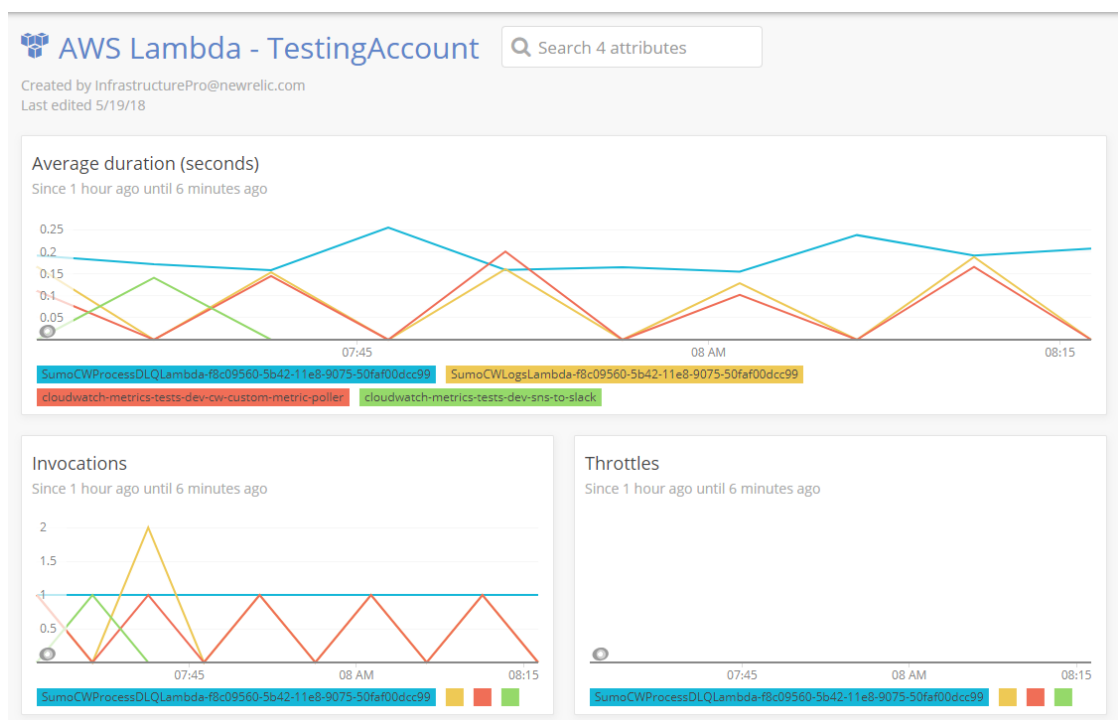 AWS Lambda - TestingAccount
Search 4 attributes
Created by InfrastructurePro@newrelic.com
Last edited 5/19/18
Average duration (seconds)
Since 1 hour ago until 6 minutes ago
0.25
0.2
0.15
0.1
0.05
07:45 08 AM 08:15
SumoCWProcessDLQLambda-f8c09560-5b42-11e8-9075-50faf00dcc99 SumoCWLogsLambda-f8c09560-5b42-11e8-9075-50faf00dcc99
cloudwatch-metrics-tests-dev-cw-custom-metric-poller cloudwatch-metrics-tests-dev-sns-to-slack
Invocations
Since 1 hour ago until 6 minutes ago
2
1.5
1
0.5
07:45 08 AM 08:15
SumoCWProcessDLQLambda-f8c09560-5b42-11e8-9075-50faf00dcc99
Throttles
Since 1 hour ago until 6 minutes ago
07:45 08 AM 08:15
SumoCWProcessDLQLambda-f8c09560-5b42-11e8-9075-50faf00dcc99